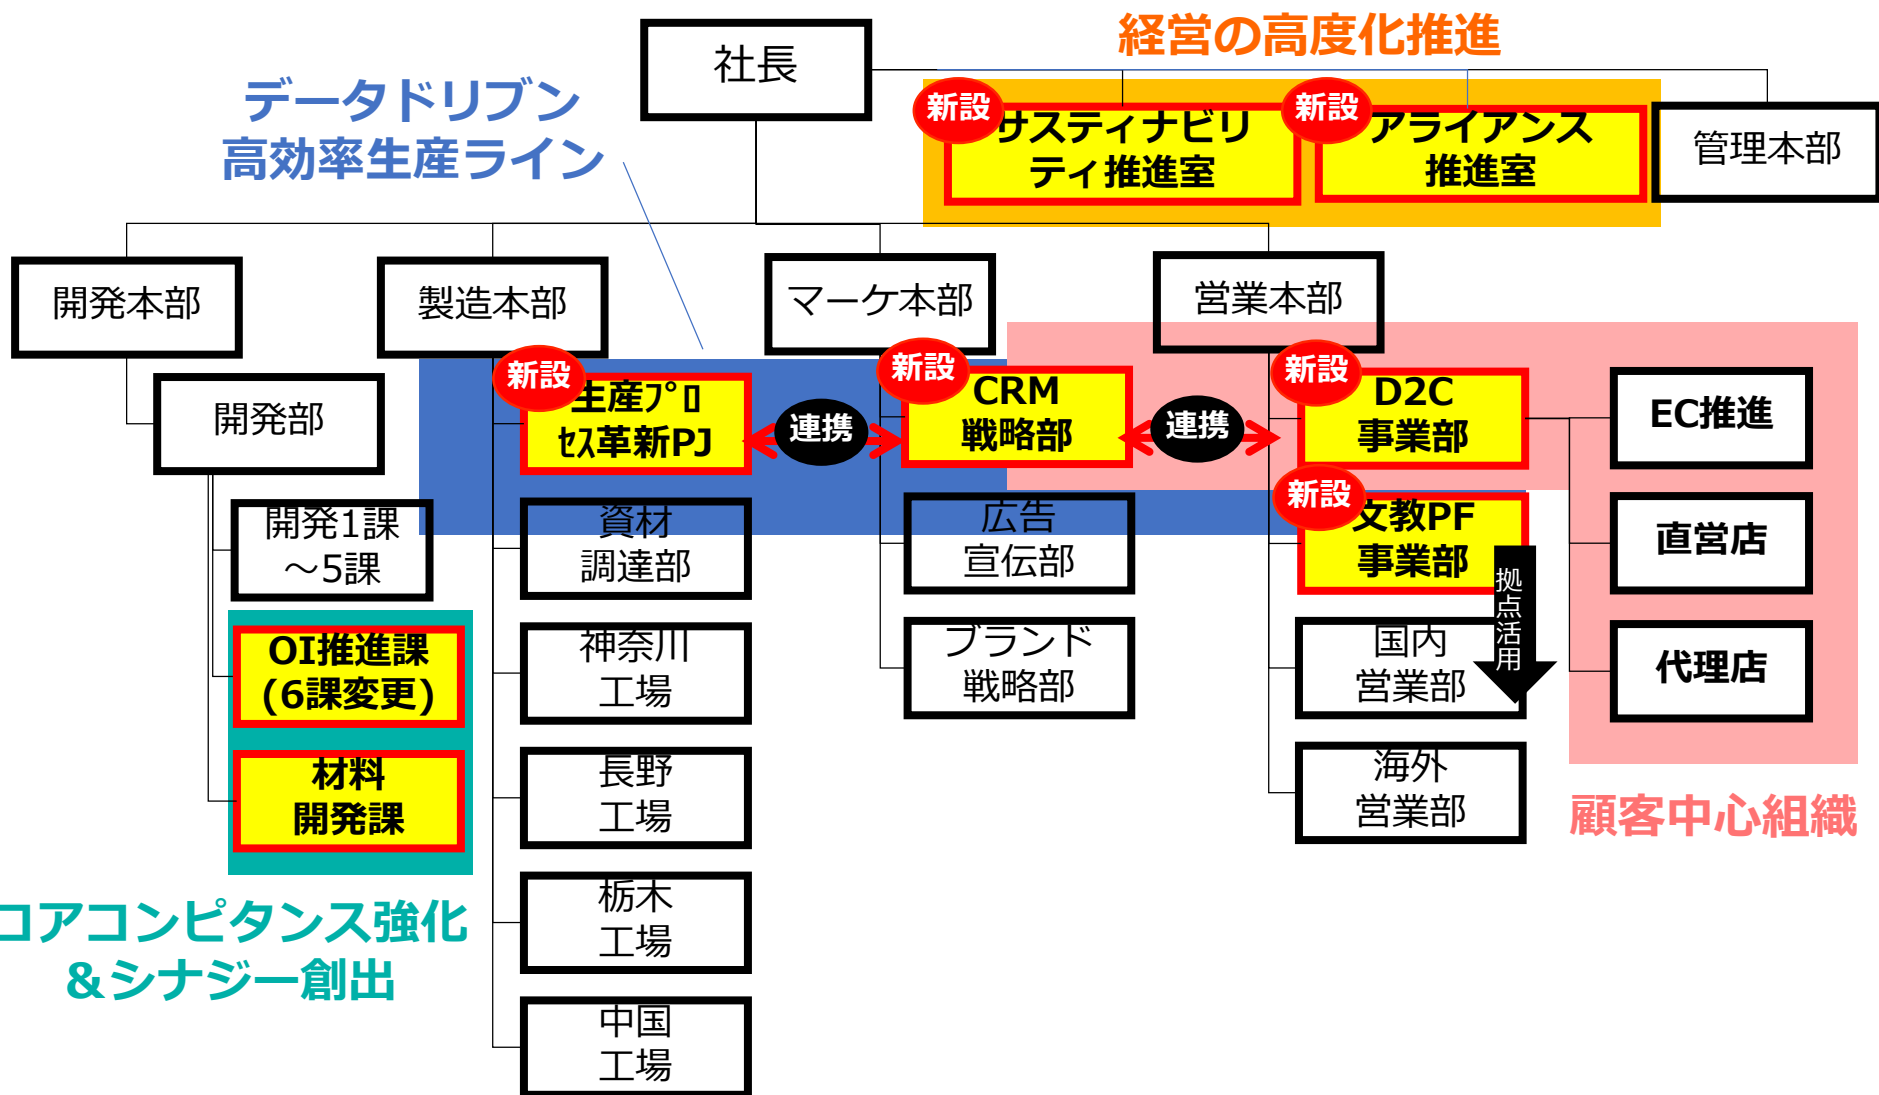 経営の高度化推進
社長
データドリブン
高効率生産ライン
新設
サスティナビリ
ティ推進室
新設
アライアンス
推進室
管理本部
開発本部
製造本部
マーケ本部
営業本部
開発部
新設
生産ﾌﾟﾛ
ｾｽ革新PJ
連携
新設
CRM
戦略部
連携
新設
D2C
事業部
EC推進
開発1課
～5課
資材
調達部
広告
宣伝部
新設
文教PF
事業部
拠点活用
直営店
OI推進課
(6課変更)
神奈川
工場
ブランド
戦略部
国内
営業部
代理店
材料
開発課
長野
工場
海外
営業部
顧客中心組織
コアコンピタンス強化
＆シナジー創出
栃木
工場
中国
工場